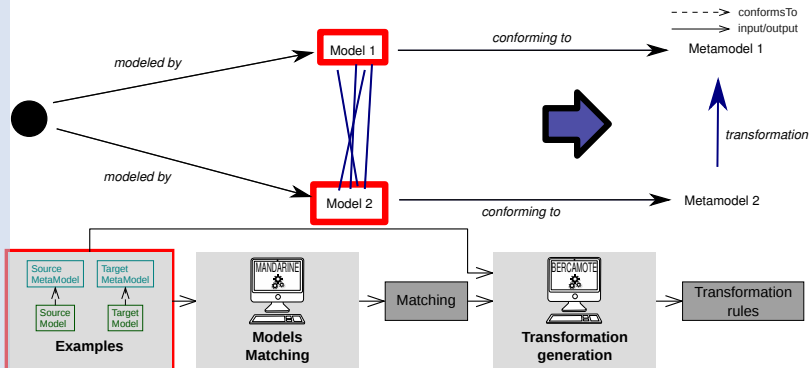 conformsTo
input/output
Model 1
conforming to
Metamodel 1
modeled by
transformation
modeled by
Model 2
conforming to
Metamodel 2
Source
MetaModel
Target
MetaModel
Source
Model
Target
Model
Examples
MANDARINE
Models
Matching
Matching
BERGAMOTE
Transformation
generation
Transformation
rules